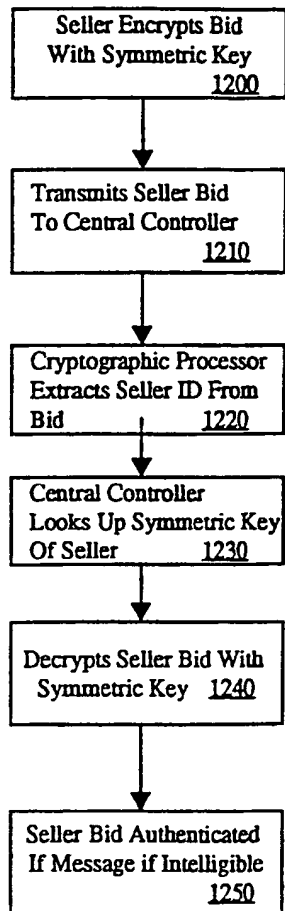 Seller Encrypts Bid
With Symmetric Key
1200
Transmits Seller Bid
To Central Controller
1210
Cryptographic Processor
Extracts Seller ID From
Bid 1220
Central Controller
Looks Up Symmetric Key
Of Seller 1230
Decrypts Seller Bid With
Symmetric Key 1240
Seller Bid Authenticated
If Message if Intelligible
1250